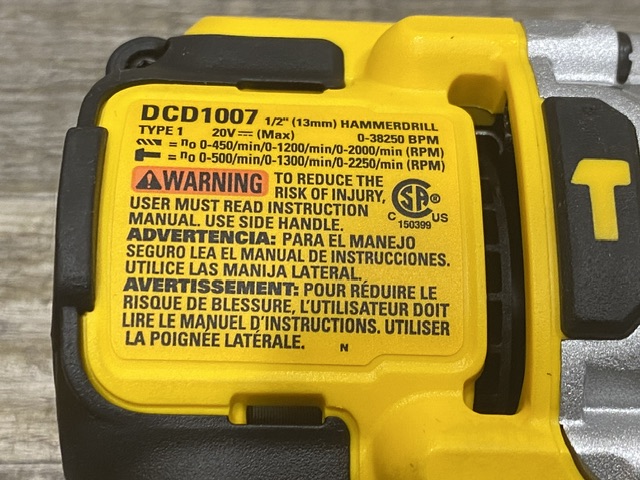 DCD1007 1/2" (13mm) HAMMERDRILL
TYPE 1 20V⎓(Max) 0-38250 BPM
= n0 0-450/min/0-1200/min/0-2000/min (RPM)
= n0 0-500/min/0-1300/min/0-2250/min (RPM)
WARNING TO REDUCE THE
RISK OF INJURY,
USER MUST READ INSTRUCTION
MANUAL. USE SIDE HANDLE.
C SA ® US
150399
ADVERTENCIA: PARA EL MANEJO
SEGURO LEA EL MANUAL DE INSTRUCCIONES.
UTILICE LAS MANIJA LATERAL,
AVERTISSEMENT: POUR RÉDUIRE LE
RISQUE DE BLESSURE, L'UTILISATEUR DOIT
LIRE LE MANUEL D'INSTRUCTIONS. UTILISER
LA POIGNÉE LATÉRALE. N